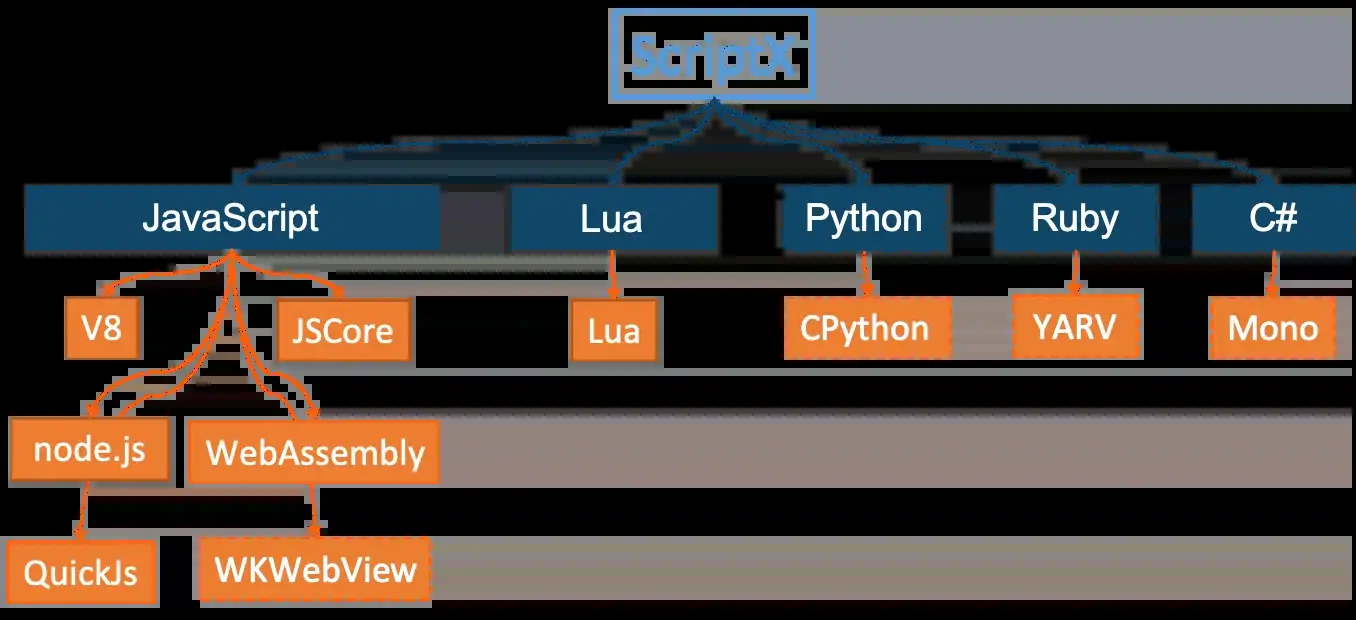 ScriptX
JavaScript
Lua
Python
Ruby
C#
V8
JSCore
Lua
CPython
YARV
Mono
node.js
WebAssembly
QuickJs
WKWebView